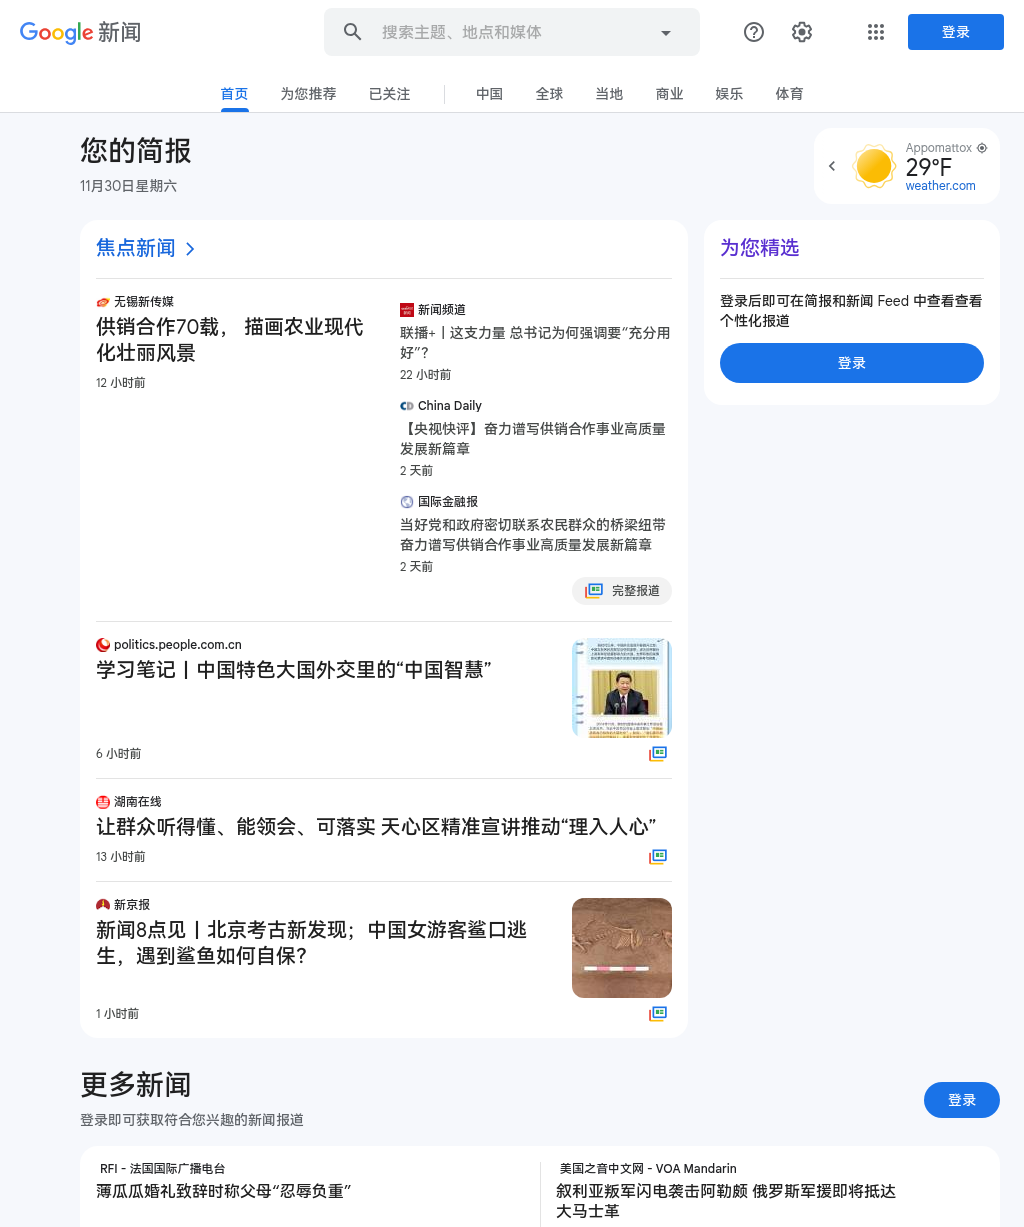 Google 新闻
搜索主题、地点和媒体
登录
首页
为您推荐
已关注
中国
全球
当地
商业
娱乐
体育
您的简报
11月30日星期六
Appomattox
29°F
weather.com
焦点新闻
无锡新传媒
供销合作70载， 描画农业现代
化壮丽风景
12 小时前
新闻频道
联播+丨这支力量 总书记为何强调要“充分用
好”？
22 小时前
China Daily
【央视快评】奋力谱写供销合作事业高质量
发展新篇章
2 天前
国际金融报
当好党和政府密切联系农民群众的桥梁纽带
奋力谱写供销合作事业高质量发展新篇章
2 天前
完整报道
politics.people.com.cn
学习笔记丨中国特色大国外交里的“中国智慧”
6 小时前
湖南在线
让群众听得懂、能领会、可落实 天心区精准宣讲推动“理入人心”
13 小时前
新京报
新闻8点见丨北京考古新发现；中国女游客鲨口逃
生，遇到鲨鱼如何自保？
1 小时前
为您精选
登录后即可在简报和新闻 Feed 中查看查看
个性化报道
登录
更多新闻
登录即可获取符合您兴趣的新闻报道
登录
RFI - 法国国际广播电台
薄瓜瓜婚礼致辞时称父母“忍辱负重”
美国之音中文网 - VOA Mandarin
叙利亚叛军闪电袭击阿勒颇 俄罗斯军援即将抵达
大马士革